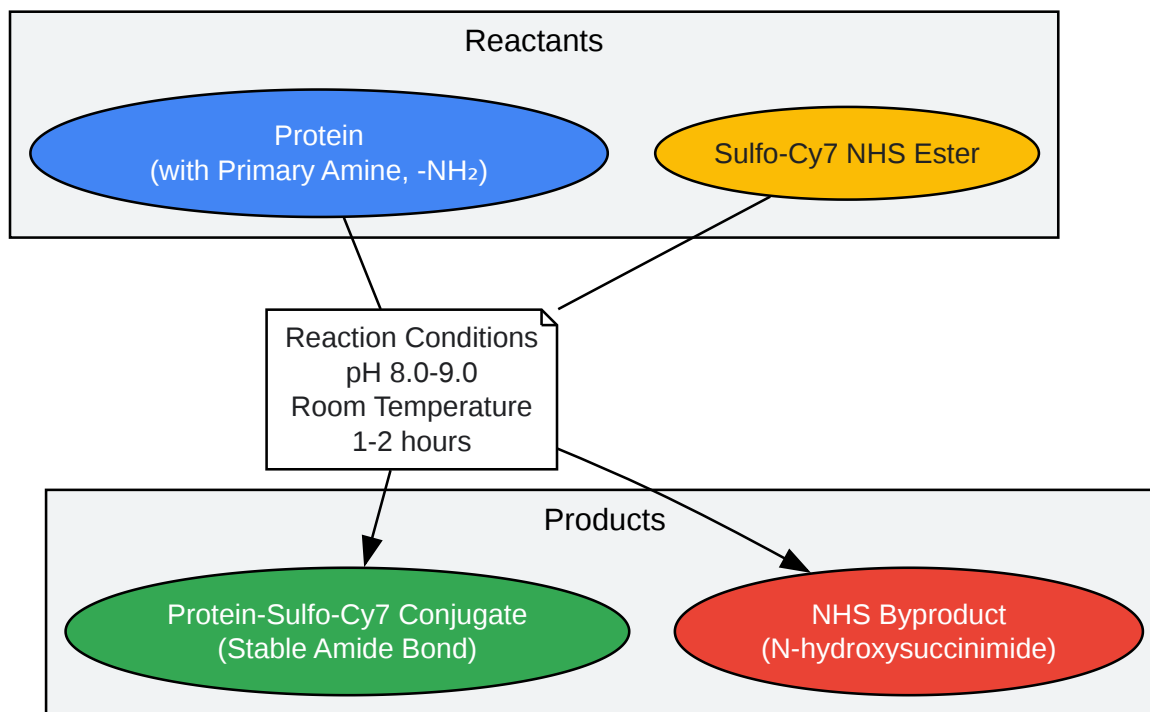 Reactants
Protein
(with Primary Amine, -NH₂)
Sulfo-Cy7 NHS Ester
Reaction Conditions
pH 8.0-9.0
Room Temperature
1-2 hours
Products
Protein-Sulfo-Cy7 Conjugate
(Stable Amide Bond)
NHS Byproduct
(N-hydroxysuccinimide)